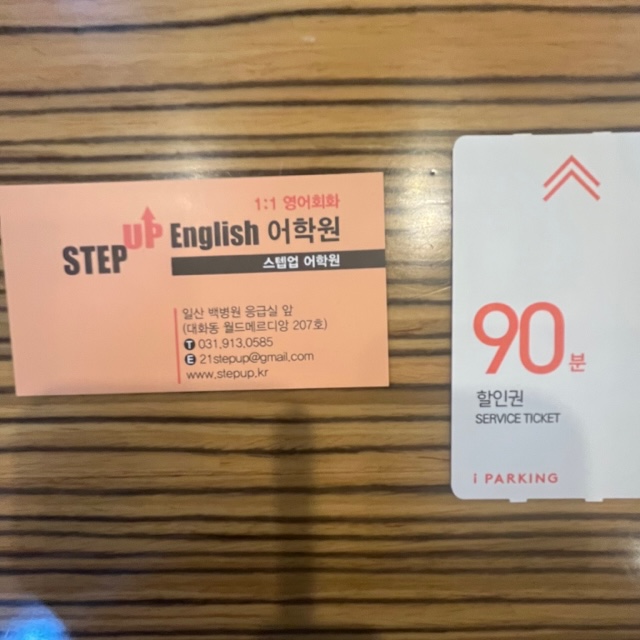 1:1 영어회화
STEP UP English 어학원
스텝업 어학원
일산 백병원 응급실 앞
(대화동 월드메르디앙 207호)
T 031.913.0585
E 21stepup@gmail.com
www.stepup.kr
90분
할인권
SERVICE TICKET
i PARKING